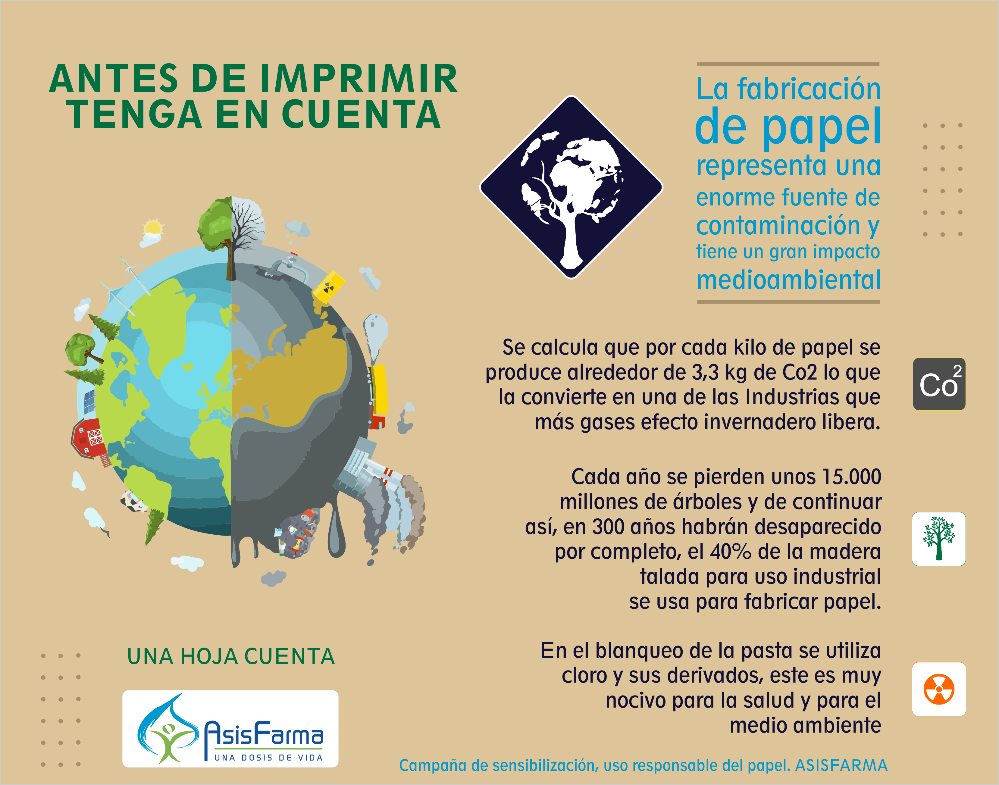 ANTES DE IMPRIMIR
TENGA EN CUENTA
La fabricación
de papel
representa una
enorme fuente de
contaminación y
tiene un gran impacto
medioambiental
Se calcula que por cada kilo de papel se
produce alrededor de 3,3 kg de Co2 lo que
la convierte en una de las Industrias que
más gases efecto invernadero libera.
Co²
Cada año se pierden unos 15.000
millones de árboles y de continuar
así, en 300 años habrán desaparecido
por completo, el 40% de la madera
talada para uso industrial
se usa para fabricar papel.
En el blanqueo de la pasta se utiliza
cloro y sus derivados, este es muy
nocivo para la salud y para el
medio ambiente
UNA HOJA CUENTA
AsisFarma
UNA DOSIS DE VIDA
Campaña de sensibilización, uso responsable del papel. ASISFARMA